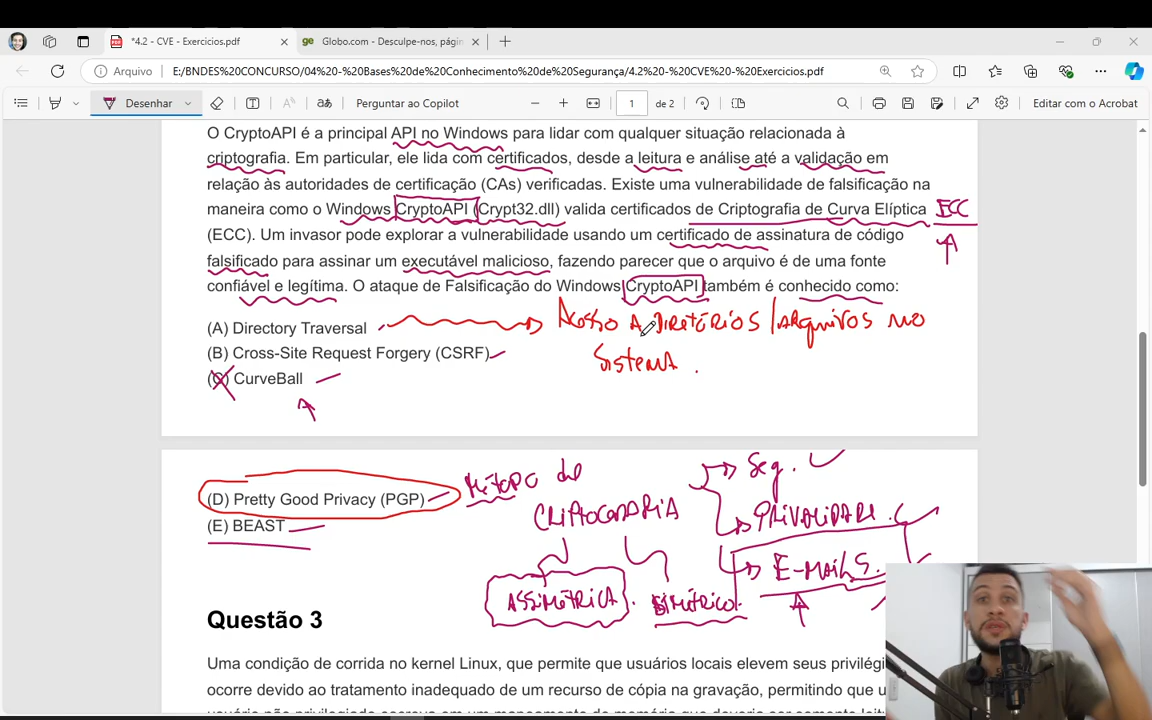 *4.2 - CVE - Exercicios.pdf
Globo.com - Desculpe-nos, págin
Arquivo
E:/BNDES%20CONCURSO/04%20-%20Bases%20de%20Conhecimento%20de%20Segurança/4.2%20-%20CVE%20-%20Exercicios.pdf
Desenhar
Perguntar ao Copilot
1
de 2
Editar com o Acrobat
O CryptoAPI é a principal API no Windows para lidar com qualquer situação relacionada à
criptografia. Em particular, ele lida com certificados, desde a leitura e análise até a validação em
relação às autoridades de certificação (CAs) verificadas. Existe uma vulnerabilidade de falsificação na
maneira como o Windows CryptoAPI (Crypt32.dll) valida certificados de Criptografia de Curva Elíptica
ECC
(ECC). Um invasor pode explorar a vulnerabilidade usando um certificado de assinatura de código
falsificado para assinar um executável malicioso, fazendo parecer que o arquivo é de uma fonte
confiável e legítima. O ataque de Falsificação do Windows CryptoAPI também é conhecido como:
(A) Directory Traversal
Acesso A Diretórios / Arquivos no
Sistema.
(B) Cross-Site Request Forgery (CSRF)
(C) CurveBall
(D) Pretty Good Privacy (PGP)
Método de
Seg.
(E) BEAST
CRIPTOGRAFIA
PRIVACIDADE.
E-MAILS.
ASSIMÉTRICA.
SIMÉTRICO.
Questão 3
Uma condição de corrida no kernel Linux, que permite que usuários locais elevem seus privilégi
ocorre devido ao tratamento inadequado de um recurso de cópia na gravação, permitindo que u